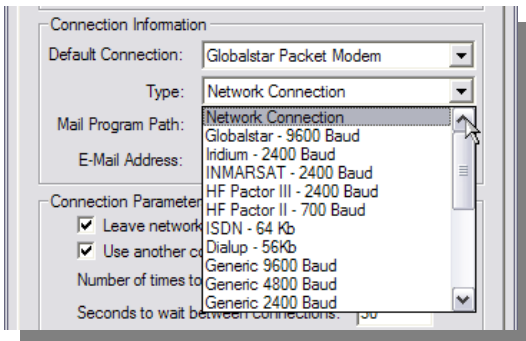 Connection Information
Default Connection: Globalstar Packet Modem
Type: Network Connection
Network Connection
Mail Program Path: Globalstar - 9600 Baud
Iridium - 2400 Baud
E-Mail Address: INMARSAT - 2400 Baud
HF Pactor III - 2400 Baud
Connection Parameter HF Pactor II - 700 Baud
Leave network ISDN - 64 Kb
Use another Dialup - 56Kb
Generic 9600 Baud
Number of times to Generic 4800 Baud
Generic 2400 Baud
Seconds to wait between connections: